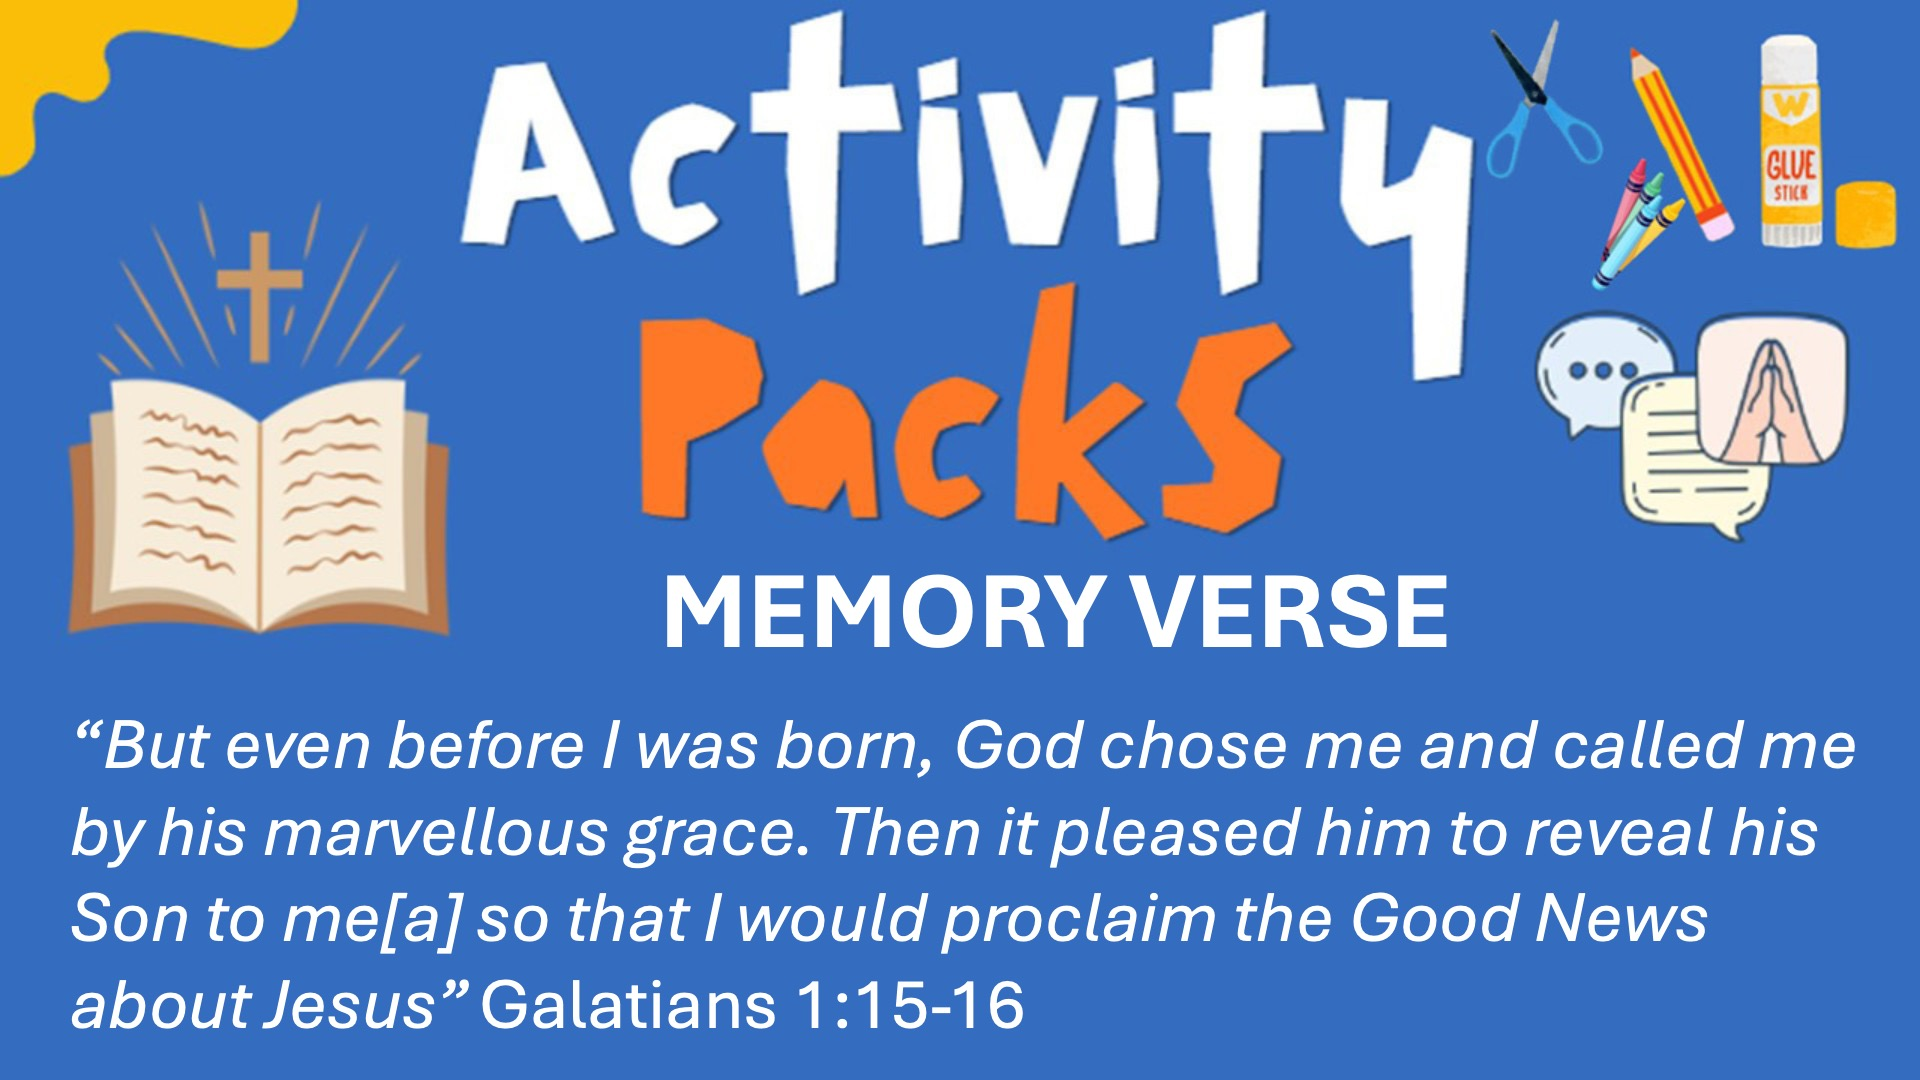 Activity
Packs
W
GLUE
STICK
MEMORY VERSE
“But even before I was born, God chose me and called me
by his marvellous grace. Then it pleased him to reveal his
Son to me[a] so that I would proclaim the Good News
about Jesus” Galatians 1:15-16